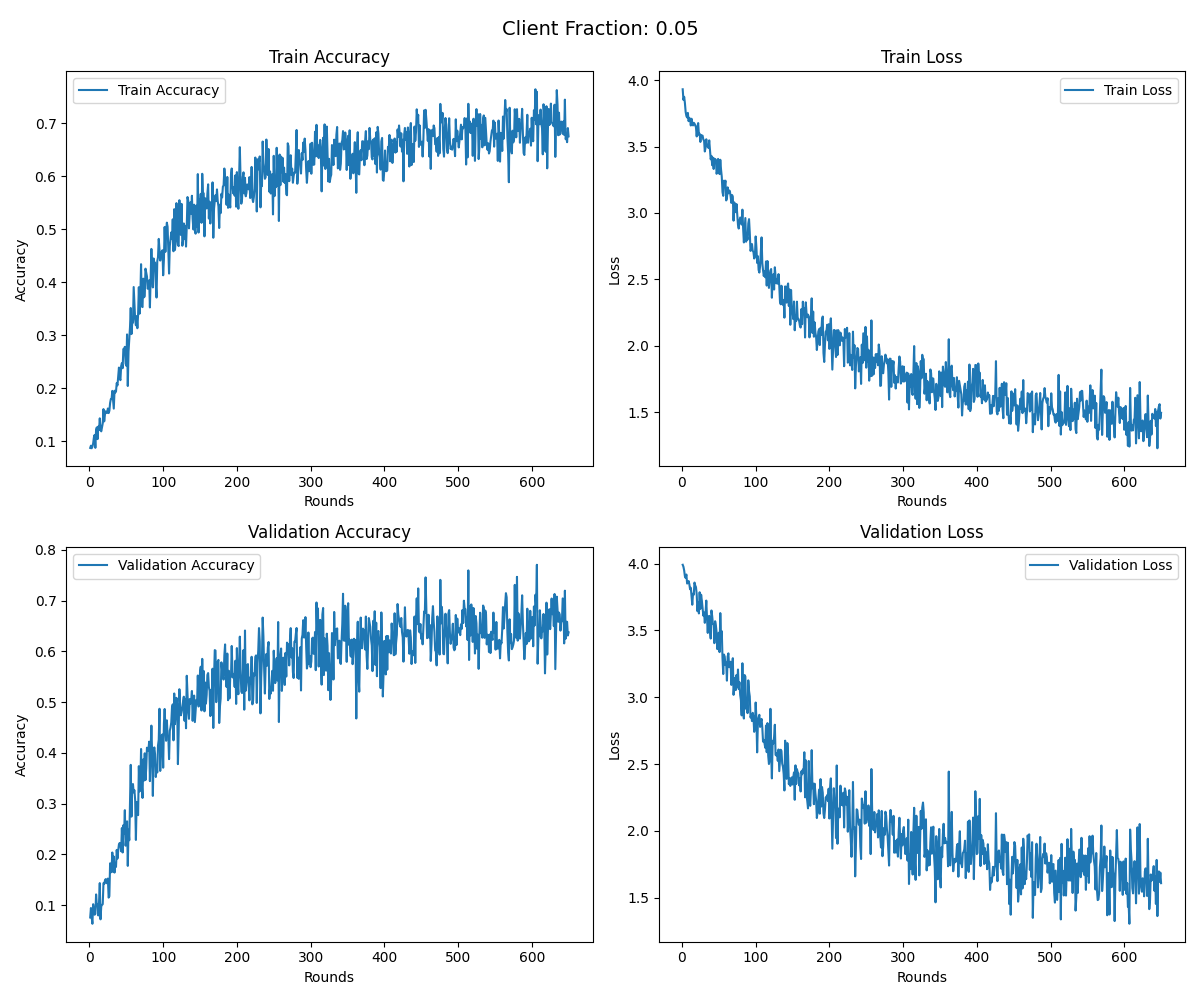 Client Fraction: 0.05
Train Accuracy
Train Accuracy
Accuracy
0.7
0.6
0.5
0.4
0.3
0.2
0.1
0 100 200 300 400 500 600
Rounds
Train Loss
Train Loss
Loss
4.0
3.5
3.0
2.5
2.0
1.5
0 100 200 300 400 500 600
Rounds
Validation Accuracy
Validation Accuracy
Accuracy
0.8
0.7
0.6
0.5
0.4
0.3
0.2
0.1
0 100 200 300 400 500 600
Rounds
Validation Loss
Validation Loss
Loss
4.0
3.5
3.0
2.5
2.0
1.5
0 100 200 300 400 500 600
Rounds